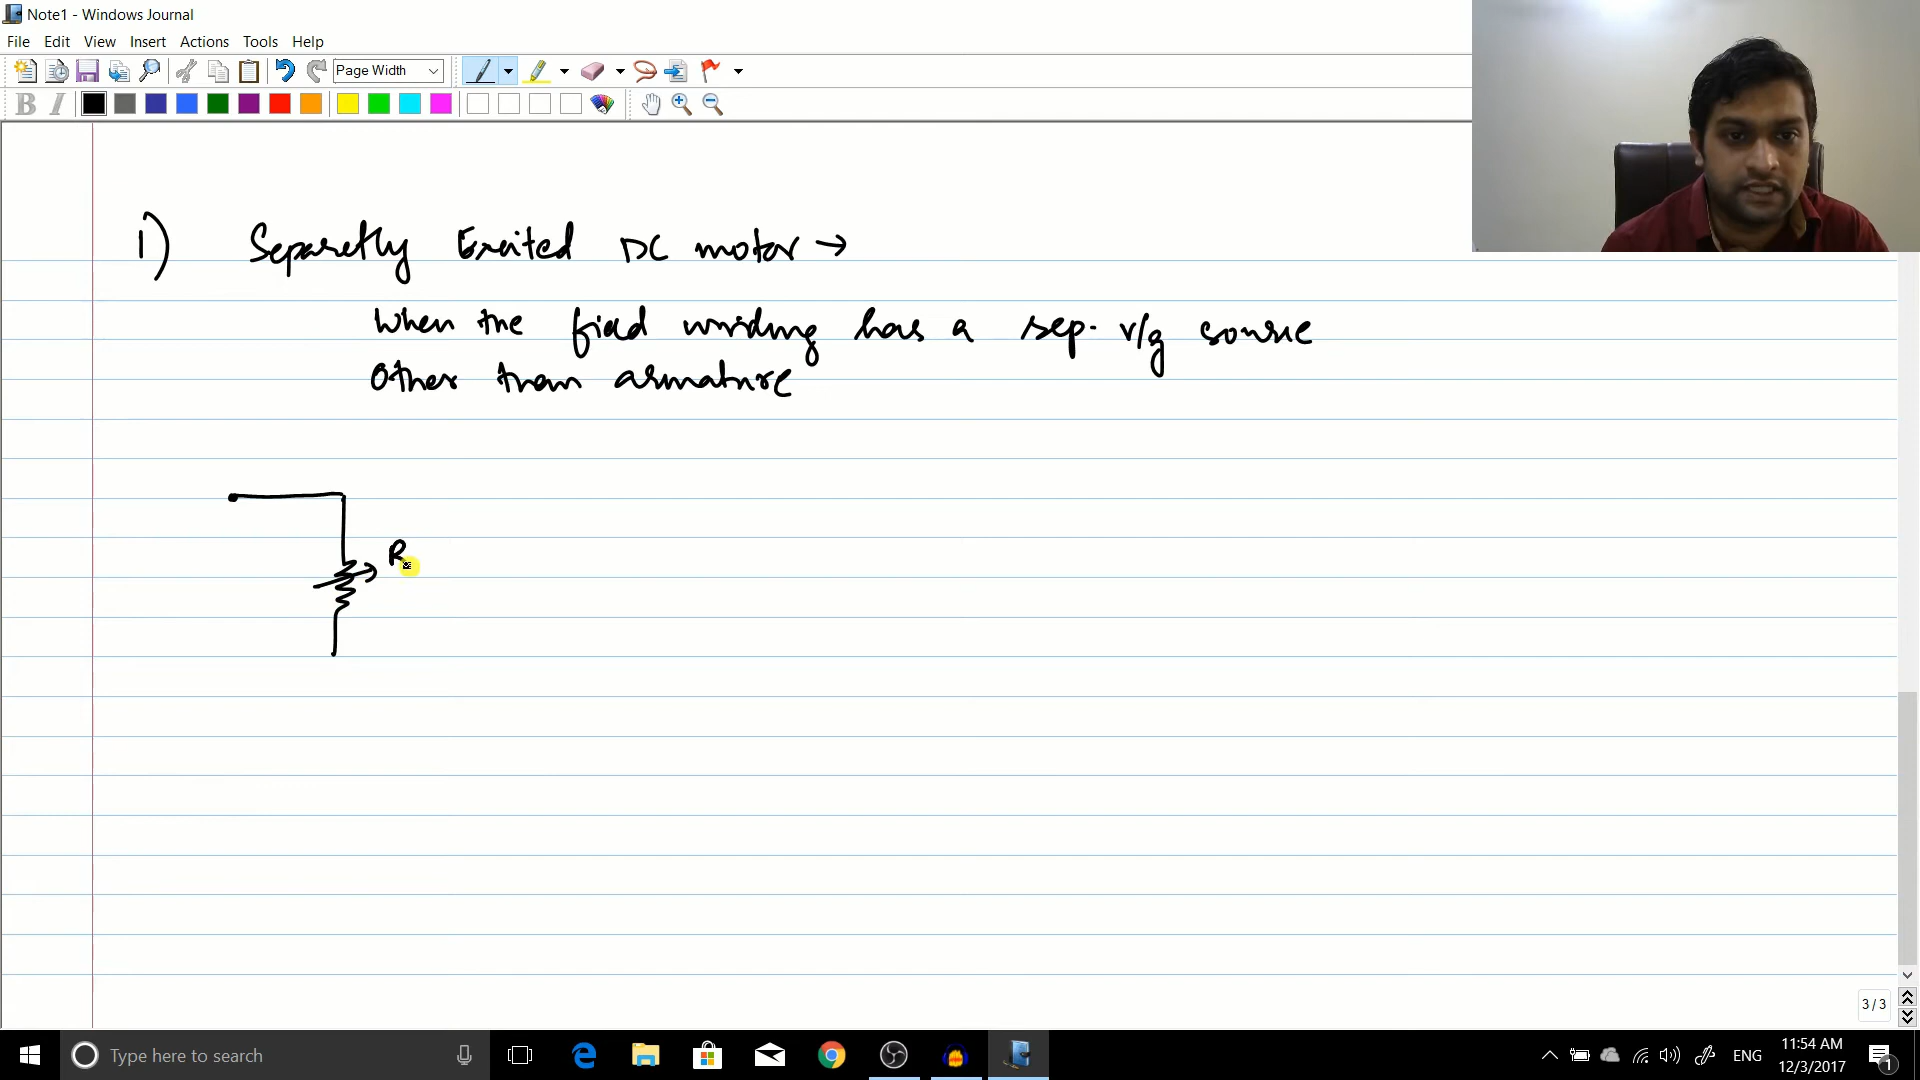 Note1 - Windows Journal
File Edit View Insert Actions Tools Help
Page Width
B I
1) Separetly Excited DC motor →
When the field winding has a sep. v/g source
Other than armature
R
3 / 3
Type here to search
ENG
11:54 AM
12/3/2017
1